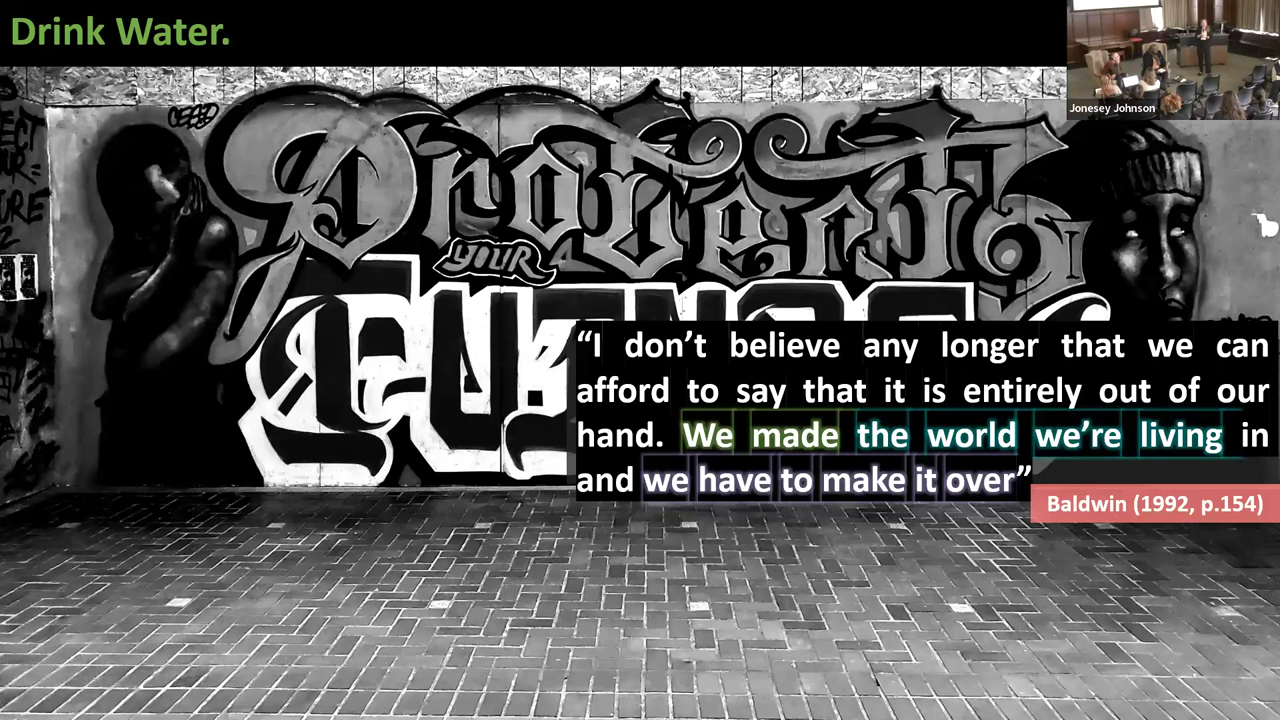 Drink Water.
Jonesey Johnson
Protect
YOUR
“I don’t believe any longer that we can
afford to say that it is entirely out of our
hand. We made the world we’re living in
and we have to make it over”
Baldwin (1992, p.154)